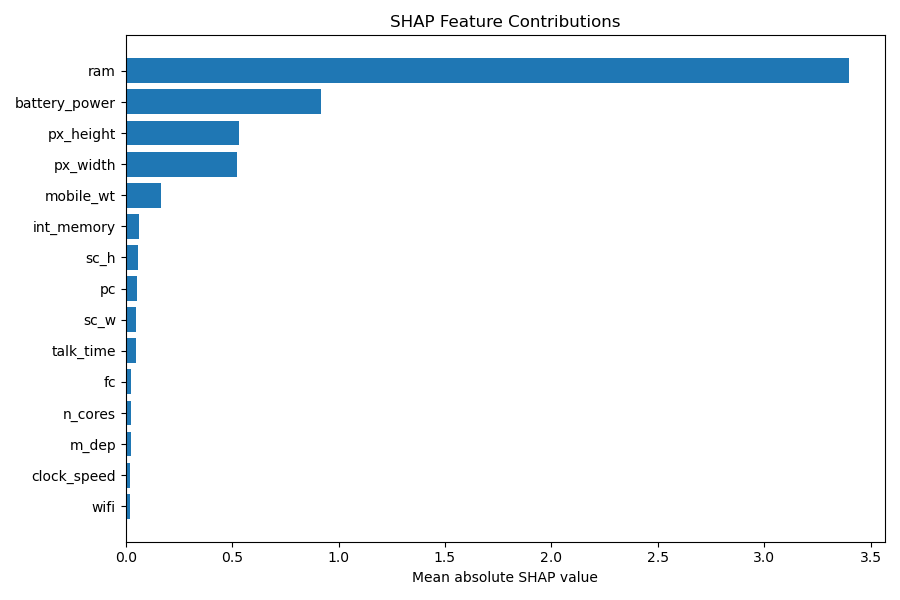 SHAP Feature Contributions
ram
battery_power
px_height
px_width
mobile_wt
int_memory
sc_h
pc
sc_w
talk_time
fc
n_cores
m_dep
clock_speed
wifi
0.0 0.5 1.0 1.5 2.0 2.5 3.0 3.5
Mean absolute SHAP value